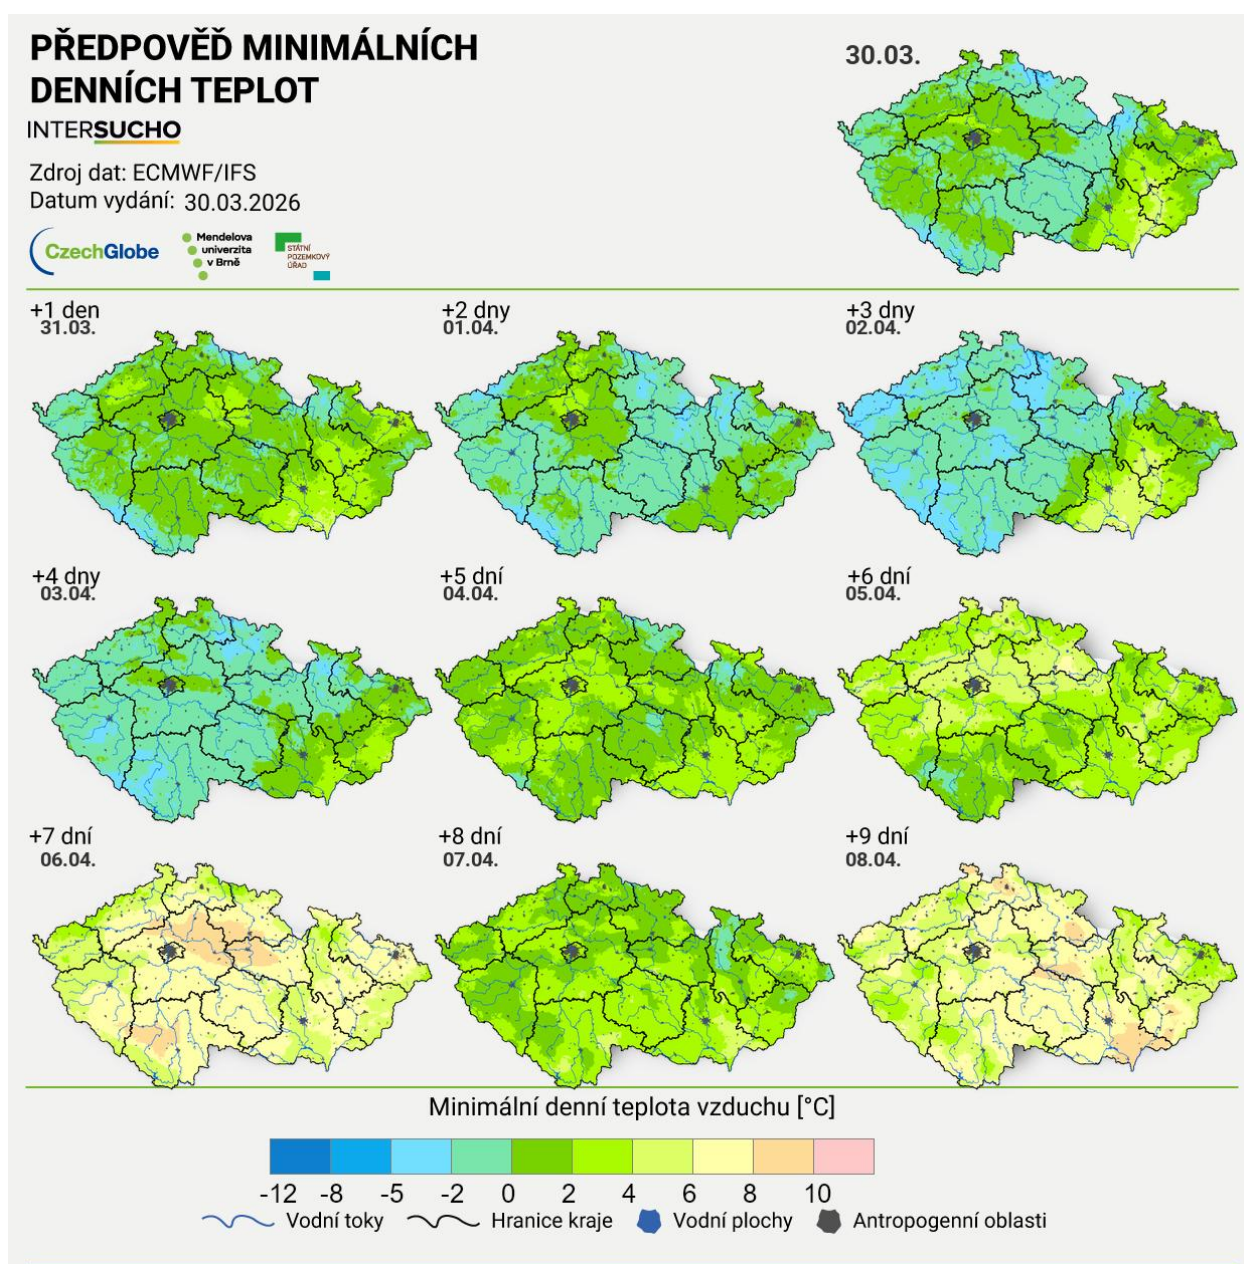 PŘEDPOVĚĎ MINIMÁLNÍCH
DENNÍCH TEPLOT
INTERSUCHO
Zdroj dat: ECMWF/IFS
Datum vydání: 30.03.2026
CzechGlobe
Mendelova
univerzita
v Brně
STÁTNÍ
POZEMKOVÝ
ÚŘAD
30.03.
+1 den
31.03.
+2 dny
01.04.
+3 dny
02.04.
+4 dny
03.04.
+5 dní
04.04.
+6 dní
05.04.
+7 dní
06.04.
+8 dní
07.04.
+9 dní
08.04.
Minimální denní teplota vzduchu [°C]
-12 -8 -5 -2 0 2 4 6 8 10
Vodní toky Hranice kraje Vodní plochy Antropogenní oblasti